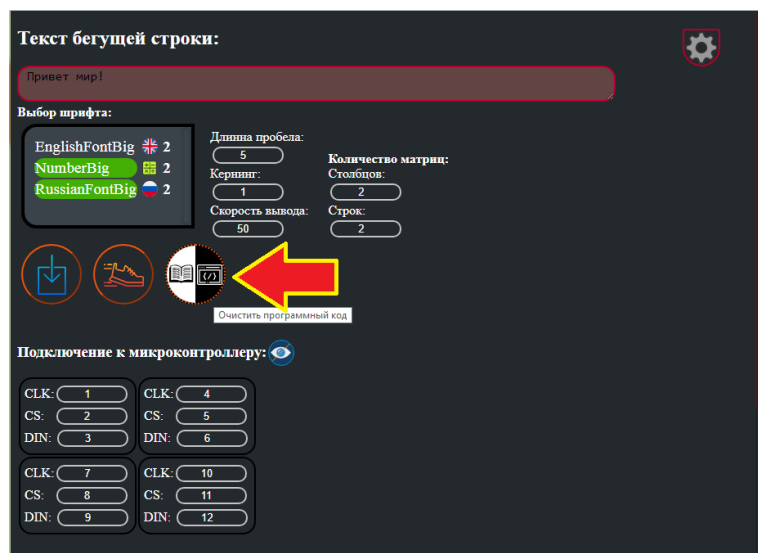 Текст бегущей строки:
Привет мир!
Выбор шрифта:
EnglishFontBig 2
NumberBig 2
RussianFontBig 2
Длинна пробела:
5
Кернинг:
1
Скорость вывода:
50
Количество матриц:
Столбцов:
2
Строк:
2
Очистить программный код
Подключение к микроконтроллеру:
CLK: 1
CS: 2
DIN: 3
CLK: 4
CS: 5
DIN: 6
CLK: 7
CS: 8
DIN: 9
CLK: 10
CS: 11
DIN: 12